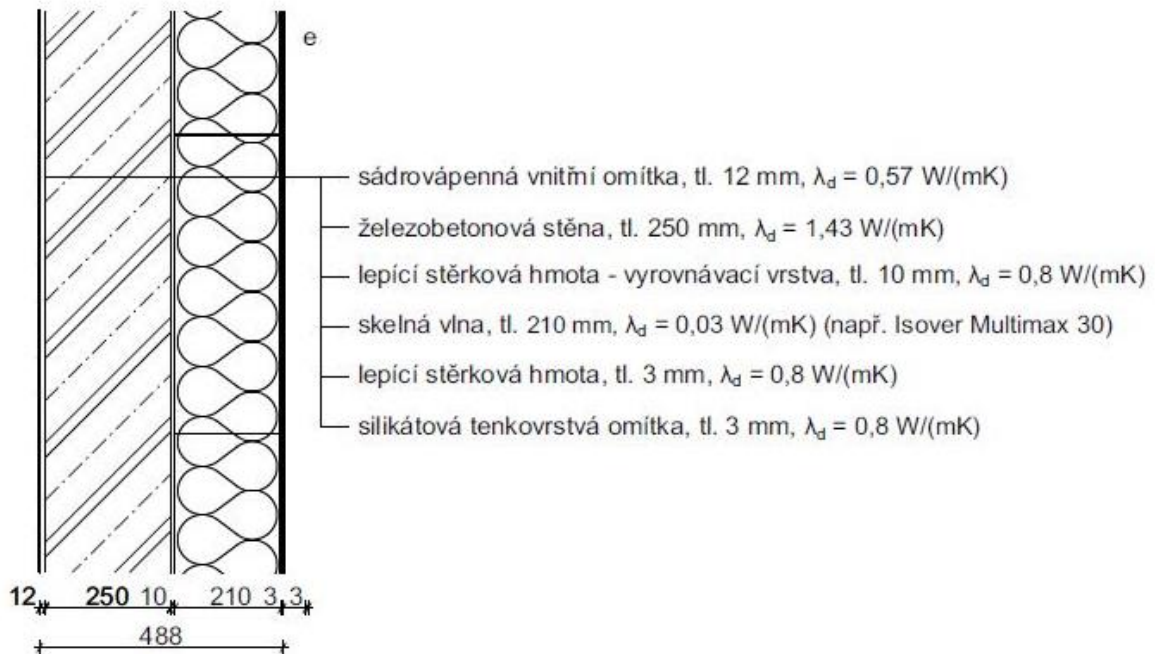 e
sádrovápenná vnitřní omítka, tl. 12 mm, λd = 0,57 W/(mK)
železobetonová stěna, tl. 250 mm, λd = 1,43 W/(mK)
lepící stěrková hmota - vyrovnávací vrstva, tl. 10 mm, λd = 0,8 W/(mK)
skelná vlna, tl. 210 mm, λd = 0,03 W/(mK) (např. Isover Multimax 30)
lepící stěrková hmota, tl. 3 mm, λd = 0,8 W/(mK)
silikátová tenkovrstvá omítka, tl. 3 mm, λd = 0,8 W/(mK)
12 250 10 210 3 3
488